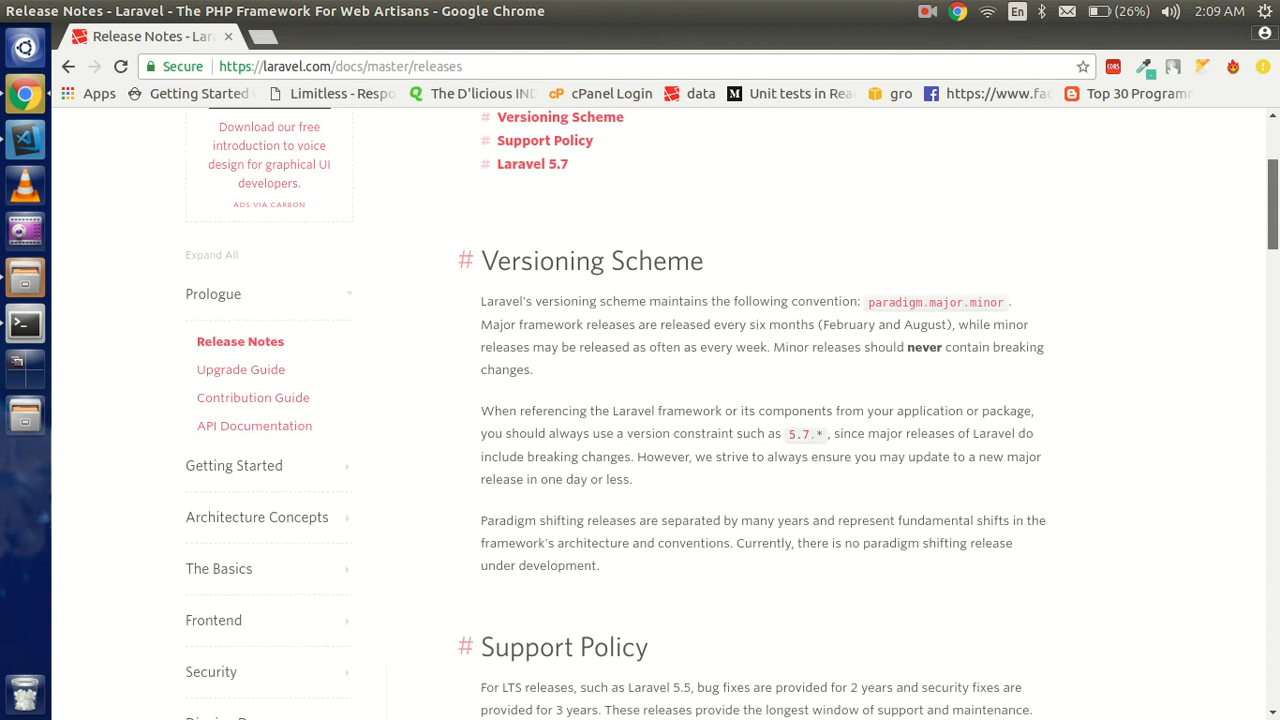 Release Notes - Laravel - The PHP Framework For Web Artisans - Google Chrome
En
(26%)
2:09 AM
Release Notes - Lar
Secure
https://laravel.com/docs/master/releases
CORS
Apps
Getting Started
Limitless - Respo
The D'licious IND
cPanel Login
data
Unit tests in Rea
gro
https://www.fac
Top 30 Program
Download our free
introduction to voice
design for graphical UI
developers.
ADS VIA CARBON
Expand All
Prologue
Release Notes
Upgrade Guide
Contribution Guide
API Documentation
Getting Started
Architecture Concepts
The Basics
Frontend
Security
# Versioning Scheme
# Support Policy
# Laravel 5.7
# Versioning Scheme
Laravel's versioning scheme maintains the following convention: paradigm.major.minor .
Major framework releases are released every six months (February and August), while minor
releases may be released as often as every week. Minor releases should never contain breaking
changes.
When referencing the Laravel framework or its components from your application or package,
you should always use a version constraint such as 5.7.* , since major releases of Laravel do
include breaking changes. However, we strive to always ensure you may update to a new major
release in one day or less.
Paradigm shifting releases are separated by many years and represent fundamental shifts in the
framework's architecture and conventions. Currently, there is no paradigm shifting release
under development.
# Support Policy
For LTS releases, such as Laravel 5.5, bug fixes are provided for 2 years and security fixes are
provided for 3 years. These releases provide the longest window of support and maintenance.